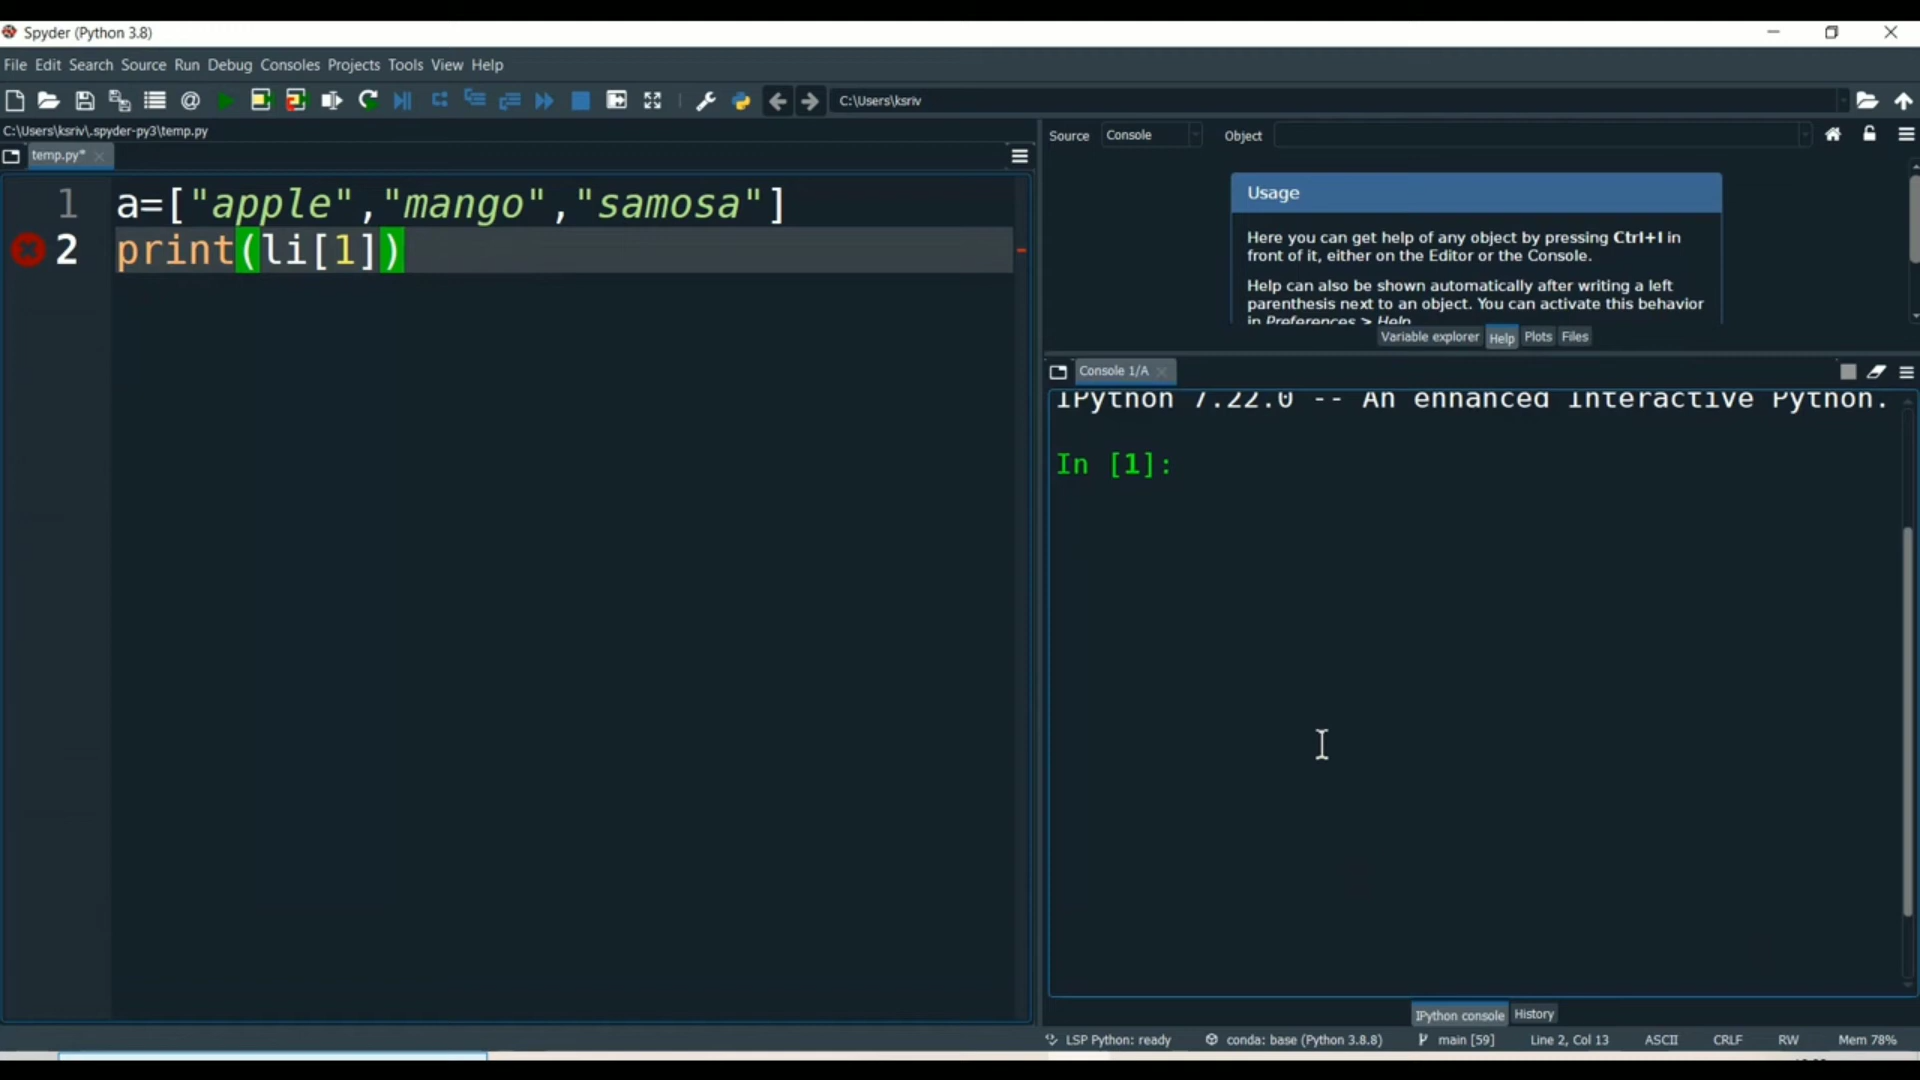 Spyder (Python 3.8)
File Edit Search Source Run Debug Consoles Projects Tools View Help
C:\Users\ksriv
C:\Users\ksriv\.spyder-py3\temp.py
temp.py*
1 a=["apple","mango","samosa"]
2 print(li[1])
Source Console Object
Usage
Here you can get help of any object by pressing Ctrl+I in
front of it, either on the Editor or the Console.
Help can also be shown automatically after writing a left
parenthesis next to an object. You can activate this behavior
in Preferences > Help.
Variable explorer Help Plots Files
Console 1/A
IPython 7.22.0 -- An enhanced Interactive Python.
In [1]:
IPython console History
LSP Python: ready conda: base (Python 3.8.8) main [59] Line 2, Col 13 ASCII CRLF RW Mem 78%